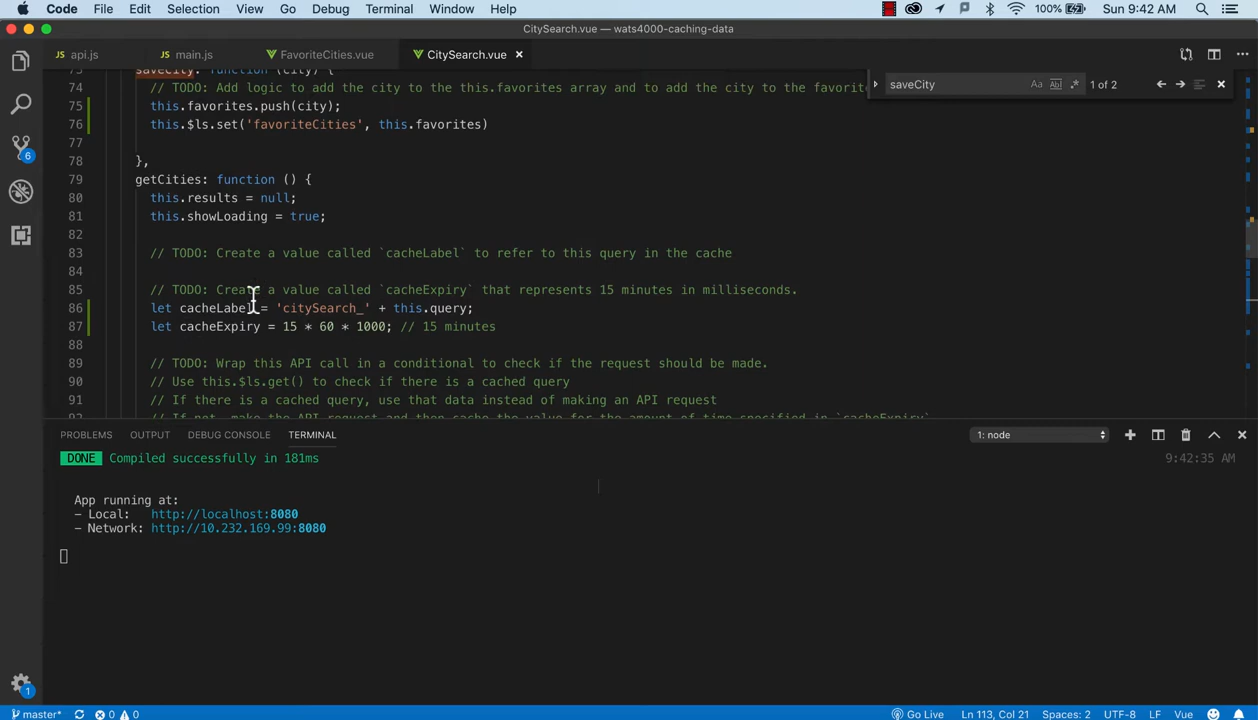 Code File Edit Selection View Go Debug Terminal Window Help 100% Sun 9:42 AM
CitySearch.vue — wats4000-caching-data
JS api.js JS main.js FavoriteCities.vue CitySearch.vue ×
saveCity 1 of 2
73 saveCity: function (city) {
74 // TODO: Add logic to add the city to the this.favorites array and to add the city to the favorite
75 this.favorites.push(city);
76 this.$ls.set('favoriteCities', this.favorites)
77
78 },
79 getCities: function () {
80 this.results = null;
81 this.showLoading = true;
82
83 // TODO: Create a value called `cacheLabel` to refer to this query in the cache
84
85 // TODO: Create a value called `cacheExpiry` that represents 15 minutes in milliseconds.
86 let cacheLabel = 'citySearch_' + this.query;
87 let cacheExpiry = 15 * 60 * 1000; // 15 minutes
88
89 // TODO: Wrap this API call in a conditional to check if the request should be made.
90 // Use this.$ls.get() to check if there is a cached query
91 // If there is a cached query, use that data instead of making an API request
92 // If not, make the API request and then cache the value for the amount of time specified in `cacheExpiry`
PROBLEMS OUTPUT DEBUG CONSOLE TERMINAL 1: node
DONE Compiled successfully in 181ms 9:42:35 AM
App running at:
- Local: http://localhost:8080
- Network: http://10.232.169.99:8080
6
1
master* 0 0 Go Live Ln 113, Col 21 Spaces: 2 UTF-8 LF Vue